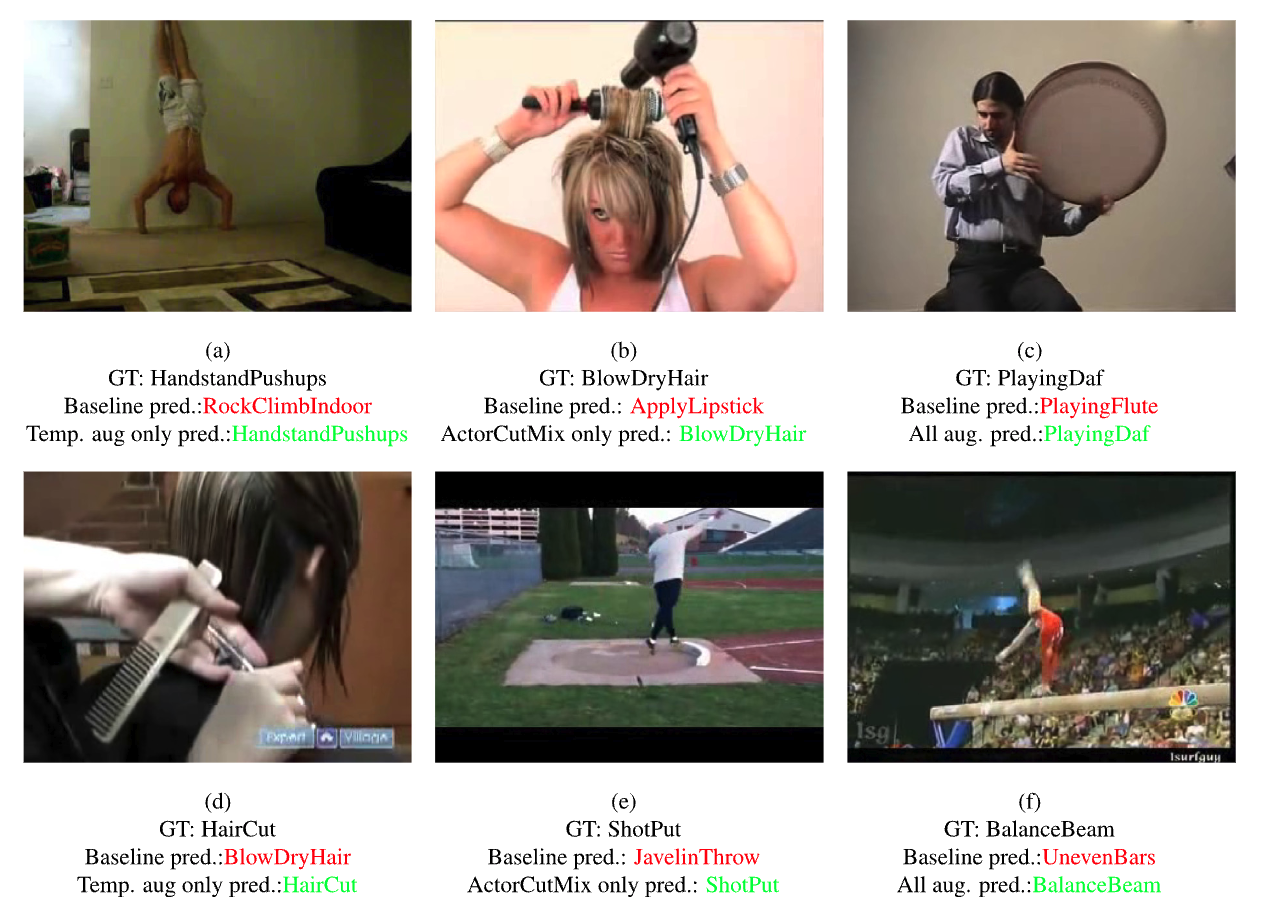 (a)
GT: HandstandPushups
Baseline pred.:RockClimbIndoor
Temp. aug only pred.:HandstandPushups
(b)
GT: BlowDryHair
Baseline pred.: ApplyLipstick
ActorCutMix only pred.: BlowDryHair
(c)
GT: PlayingDaf
Baseline pred.:PlayingFlute
All aug. pred.:PlayingDaf
Expert Village
(d)
GT: HairCut
Baseline pred.:BlowDryHair
Temp. aug only pred.:HairCut
(e)
GT: ShotPut
Baseline pred.: JavelinThrow
ActorCutMix only pred.: ShotPut
lsg
lsurfguy
(f)
GT: BalanceBeam
Baseline pred.:UnevenBars
All aug. pred.:BalanceBeam